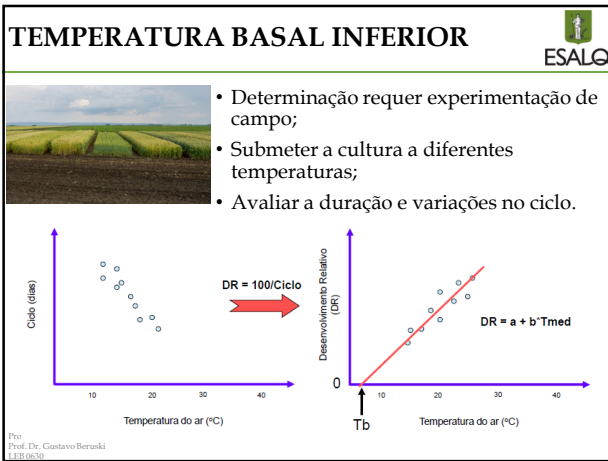 TEMPERATURA BASAL INFERIOR
ESALQ
• Determinação requer experimentação de
campo;
• Submeter a cultura a diferentes
temperaturas;
• Avaliar a duração e variações no ciclo.
Ciclo (dias)
10 20 30 40
Temperatura do ar (ºC)
DR = 100/Ciclo
Desenvolvimento Relativo
(DR)
DR = a + b*Tmed
0
10 20 30 40
Tb
Temperatura do ar (ºC)
Pro
Prof. Dr. Gustavo Beruski
LEB 0630